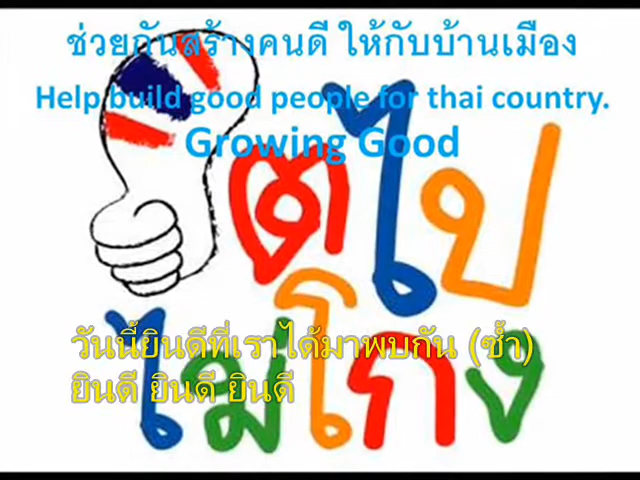 ช่วยกันสร้างคนดี ให้กับบ้านเมือง
Help build good people for thai country.
Growing Good
โตไป
ไม่โกง
วันนี้ยินดีที่เราได้มาพบกัน (ซ้ำ)
ยินดี ยินดี ยินดี